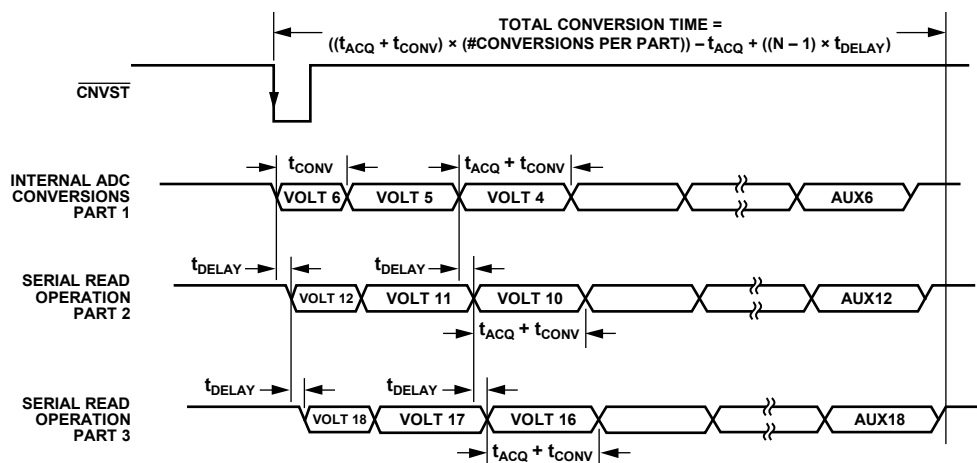 TOTAL CONVERSION TIME =
((tACQ + tCONV) × (#CONVERSIONS PER PART)) – tACQ + ((N – 1) × tDELAY)
CNVST
tCONV
tACQ + tCONV
INTERNAL ADC
CONVERSIONS
PART 1
VOLT 6
VOLT 5
VOLT 4
AUX6
tDELAY
tDELAY
SERIAL READ
OPERATION
PART 2
VOLT 12
VOLT 11
VOLT 10
AUX12
tACQ + tCONV
tDELAY
tDELAY
SERIAL READ
OPERATION
PART 3
VOLT 18
VOLT 17
VOLT 16
AUX18
tACQ + tCONV